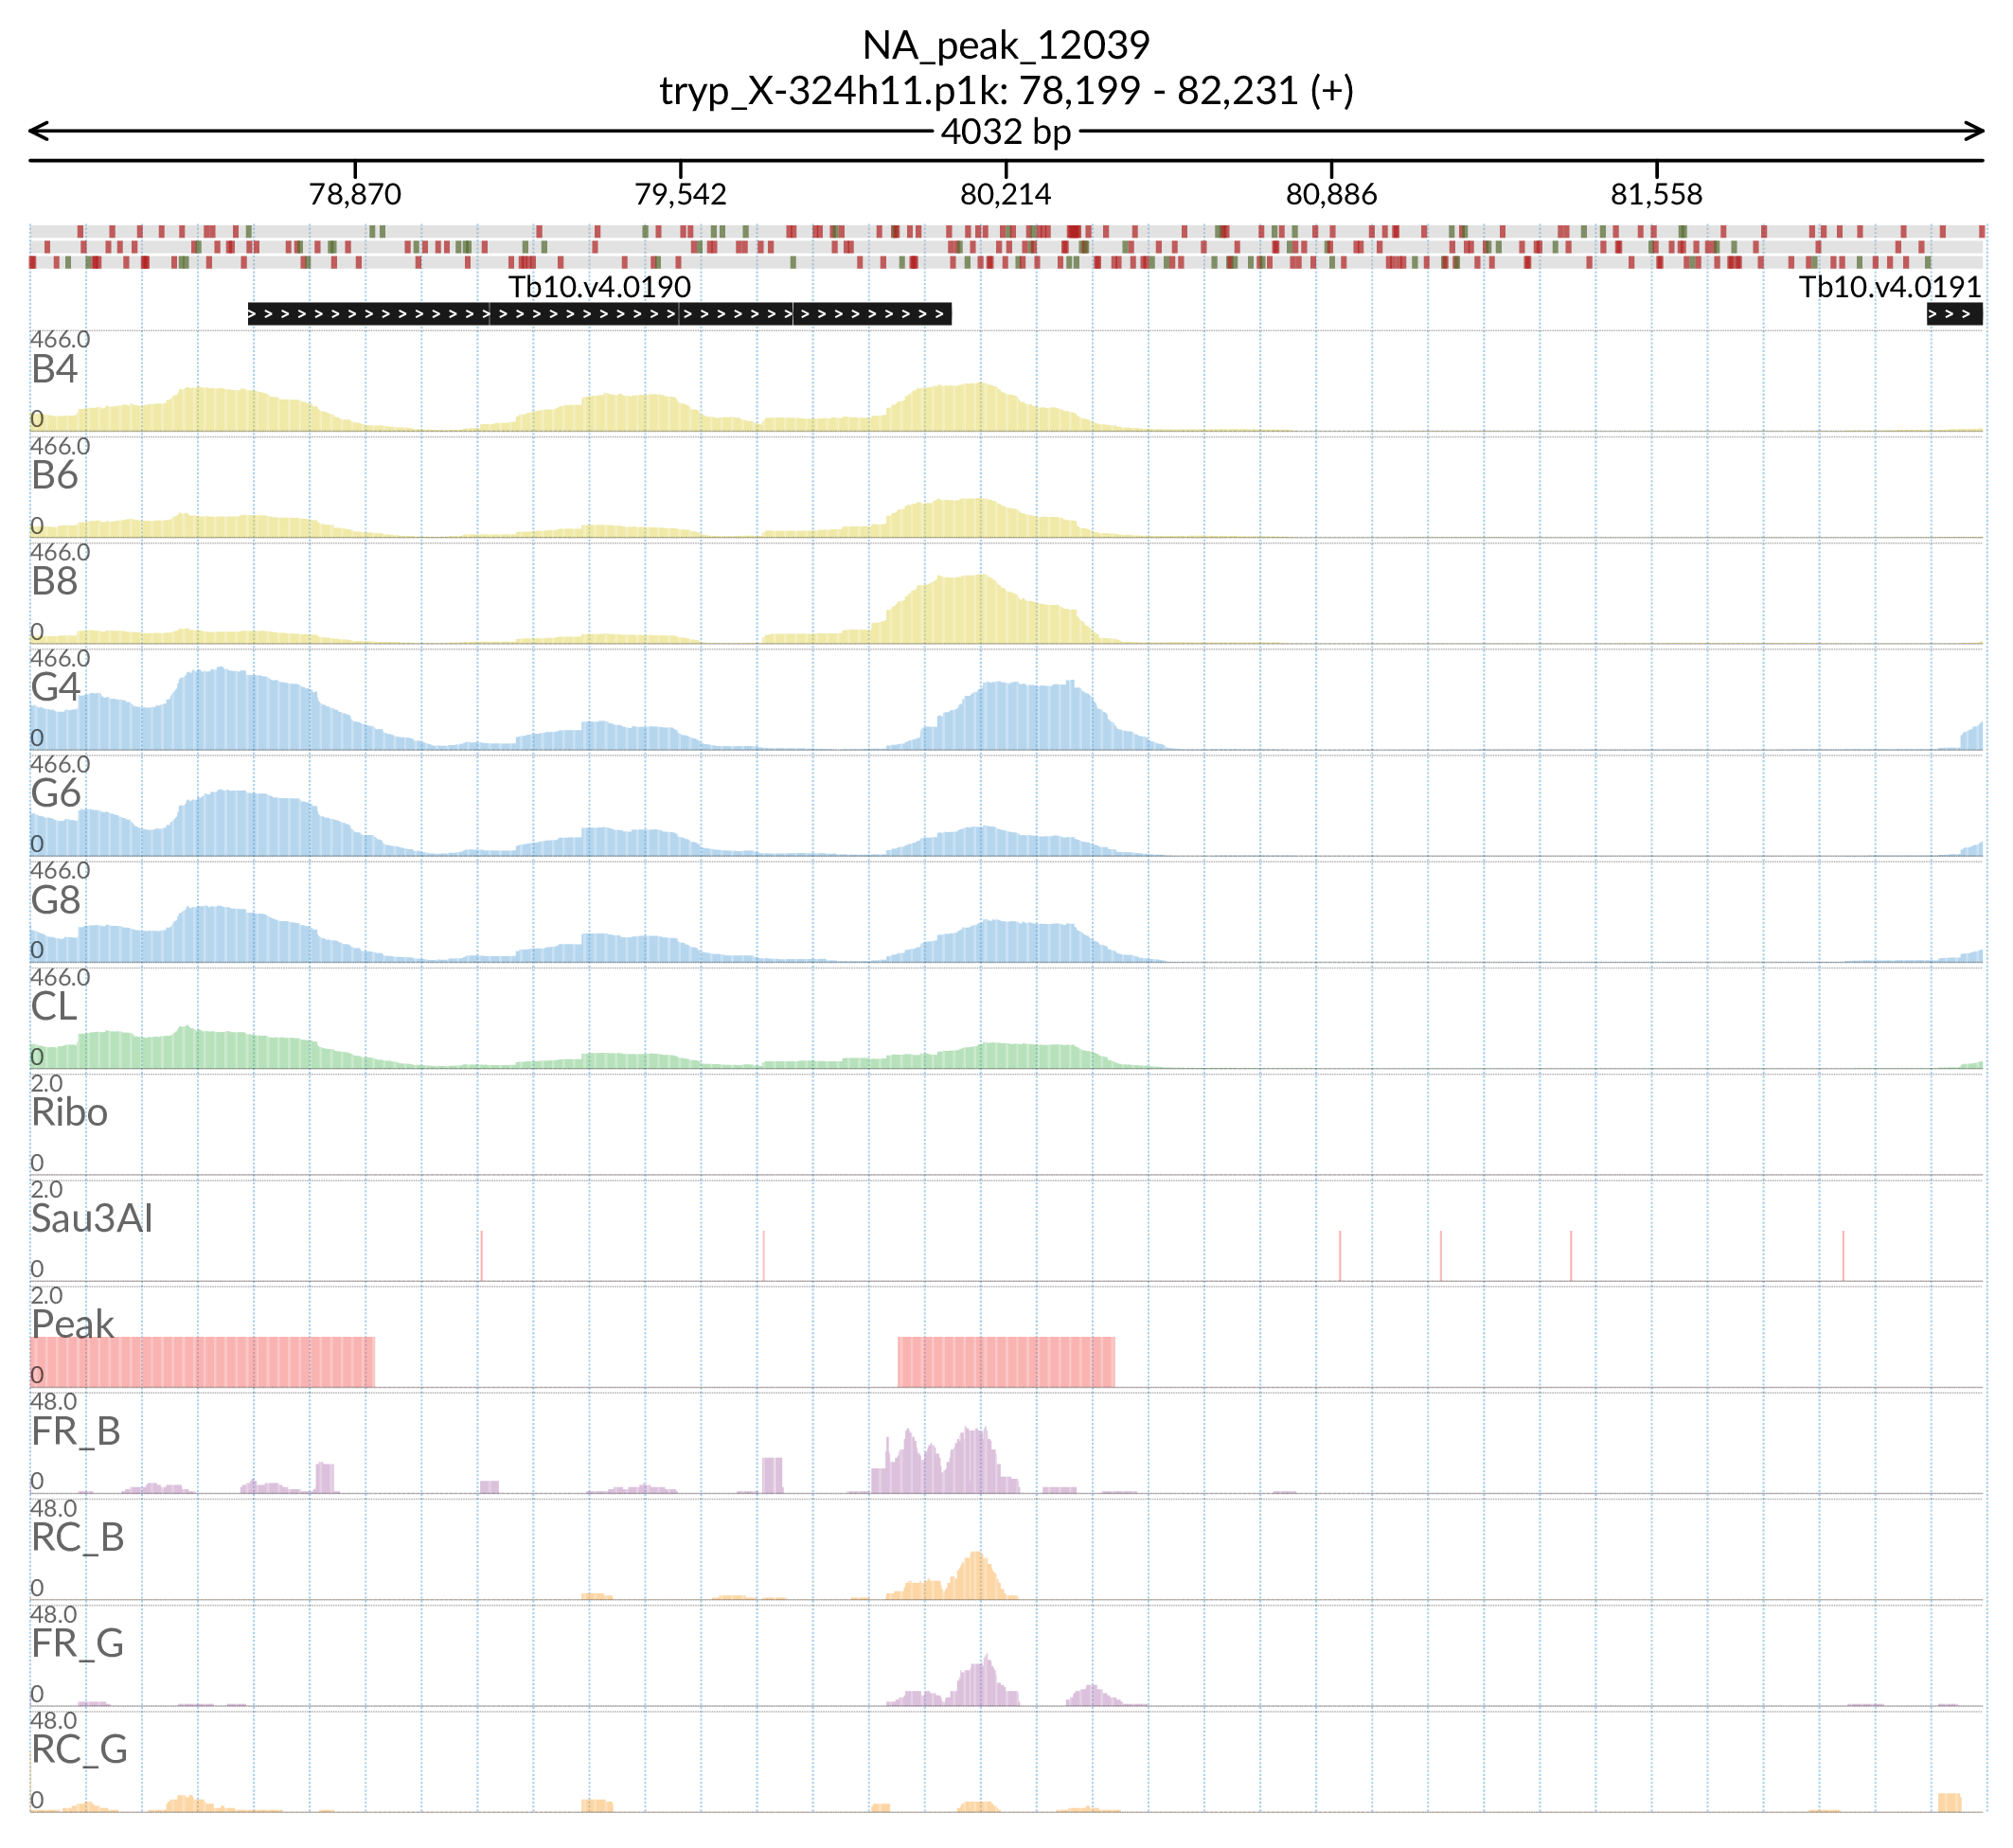 NA_peak_12039
tryp_X-324h11.p1k: 78,199 - 82,231 (+)
4032 bp
78,870 79,542 80,214 80,886 81,558
Tb10.v4.0190 Tb10.v4.0191
466.0
B4
0
466.0
B6
0
466.0
B8
0
466.0
G4
0
466.0
G6
0
466.0
G8
0
466.0
CL
0
2.0
Ribo
0
2.0
Sau3AI
0
2.0
Peak
0
48.0
FR_B
0
48.0
RC_B
0
48.0
FR_G
0
48.0
RC_G
0